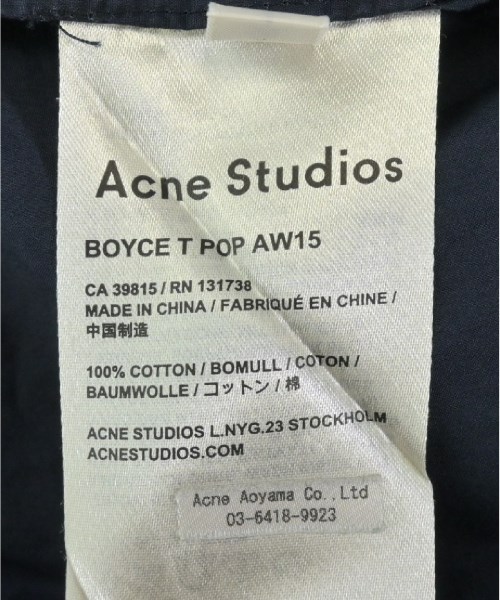 Acne Studios
BOYCE T POP AW15
CA 39815 / RN 131738
MADE IN CHINA / FABRIQUÉ EN CHINE /
中国制造
100% COTTON / BOMULL / COTON /
BAUMWOLLE / コットン / 棉
ACNE STUDIOS L.NYG.23 STOCKHOLM
ACNESTUDIOS.COM
Acne Aoyama Co.,Ltd
03-6418-9923